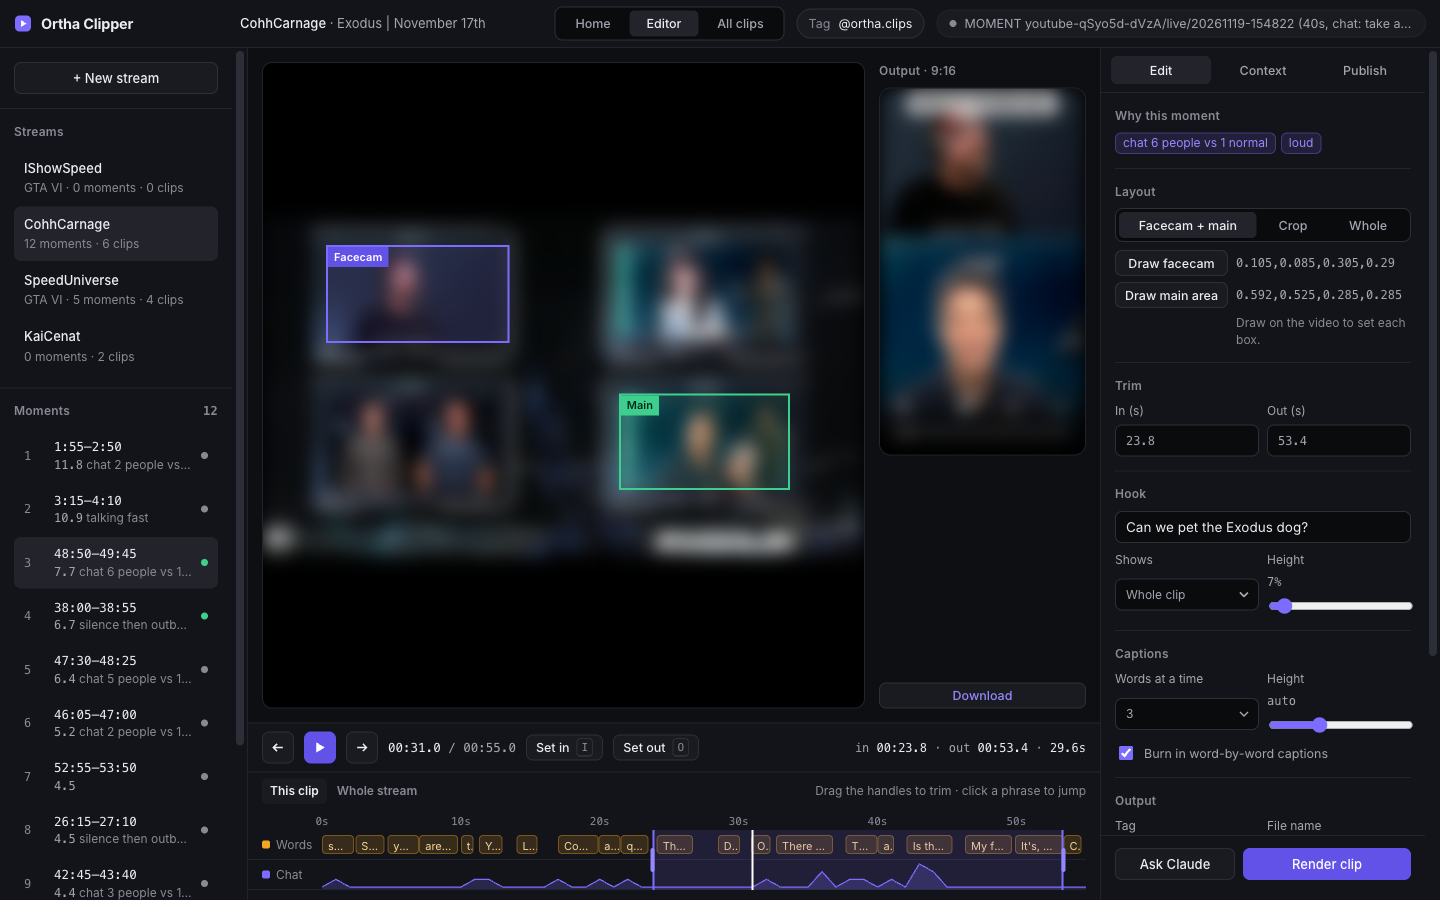 Ortha Clipper
CohhCarnage · Exodus | November 17th
Home
Editor
All clips
Tag @ortha.clips
MOMENT youtube-qSyo5d-dVzA/live/20261119-154822 (40s, chat: take a...
+ New stream
Streams
IShowSpeed
GTA VI · 0 moments · 0 clips
CohhCarnage
12 moments · 6 clips
SpeedUniverse
GTA VI · 5 moments · 4 clips
KaiCenat
0 moments · 2 clips
Moments 12
1 1:55–2:50
11.8 chat 2 people vs...
2 3:15–4:10
10.9 talking fast
3 48:50–49:45
7.7 chat 6 people vs 1...
4 38:00–38:55
6.7 silence then outb...
5 47:30–48:25
6.4 chat 5 people vs 1...
6 46:05–47:00
5.2 chat 2 people vs...
7 52:55–53:50
4.5
8 26:15–27:10
4.5 silence then outb...
9 42:45–43:40
4.4 chat 3 people vs 1...
Facecam
Main
Output · 9:16
Download
00:31.0 / 00:55.0
Set in I
Set out O
in 00:23.8 · out 00:53.4 · 29.6s
This clip
Whole stream
Drag the handles to trim · click a phrase to jump
0s 10s 20s 30s 40s 50s
Words s... S... y... are... t Y... L.. Co... a.. q... Th... D.. O. There ... T... a. Is th... My f... It's, ... C.
Chat
Edit
Context
Publish
Why this moment
chat 6 people vs 1 normal
loud
Layout
Facecam + main
Crop
Whole
Draw facecam 0.105,0.085,0.305,0.29
Draw main area 0.592,0.525,0.285,0.285
Draw on the video to set each
box.
Trim
In (s) Out (s)
23.8 53.4
Hook
Can we pet the Exodus dog?
Shows Height
7%
Whole clip
Captions
Words at a time Height
auto
3
Burn in word-by-word captions
Output
Tag File name
Ask Claude
Render clip